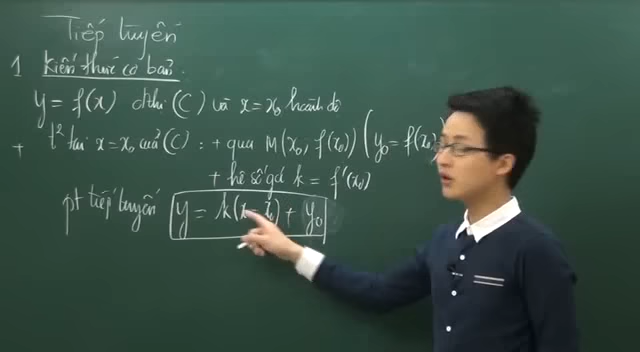 Tiếp tuyến
1 Kiến thức cơ bản.
y = f(x) đthị (C) và x = x₀ hoành độ
+ t² tại x = x₀ của (C) : + qua M(x₀, f(x₀)) (y₀ = f(x₀)
+ hệ số góc k = f'(x₀)
pt tiếp tuyến y = k(x - x₀) + y₀